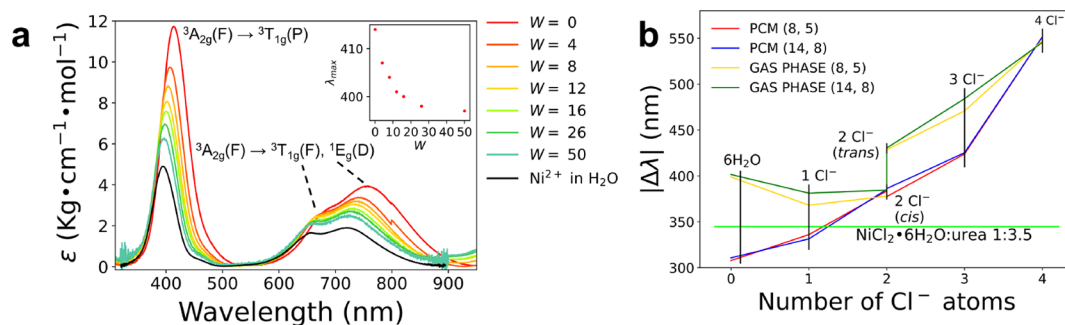 a
³A₂g(F) → ³T₁g(P)
³A₂g(F) → ³T₁g(F), ¹Eg(D)
ε (Kg•cm⁻¹•mol⁻¹)
12
10
8
6
4
2
0
400
500
600
700
800
900
Wavelength (nm)
λmax
410
400
0
10
20
30
40
50
W
W = 0
W = 4
W = 8
W = 12
W = 16
W = 26
W = 50
Ni²⁺ in H₂O
b
PCM (8, 5)
PCM (14, 8)
GAS PHASE (8, 5)
GAS PHASE (14, 8)
|Δλ| (nm)
550
500
450
400
350
300
6H₂O
1 Cl⁻
2 Cl⁻
(trans)
2 Cl⁻
(cis)
3 Cl⁻
4 Cl⁻
NiCl₂•6H₂O:urea 1:3.5
0
1
2
3
4
Number of Cl⁻ atoms